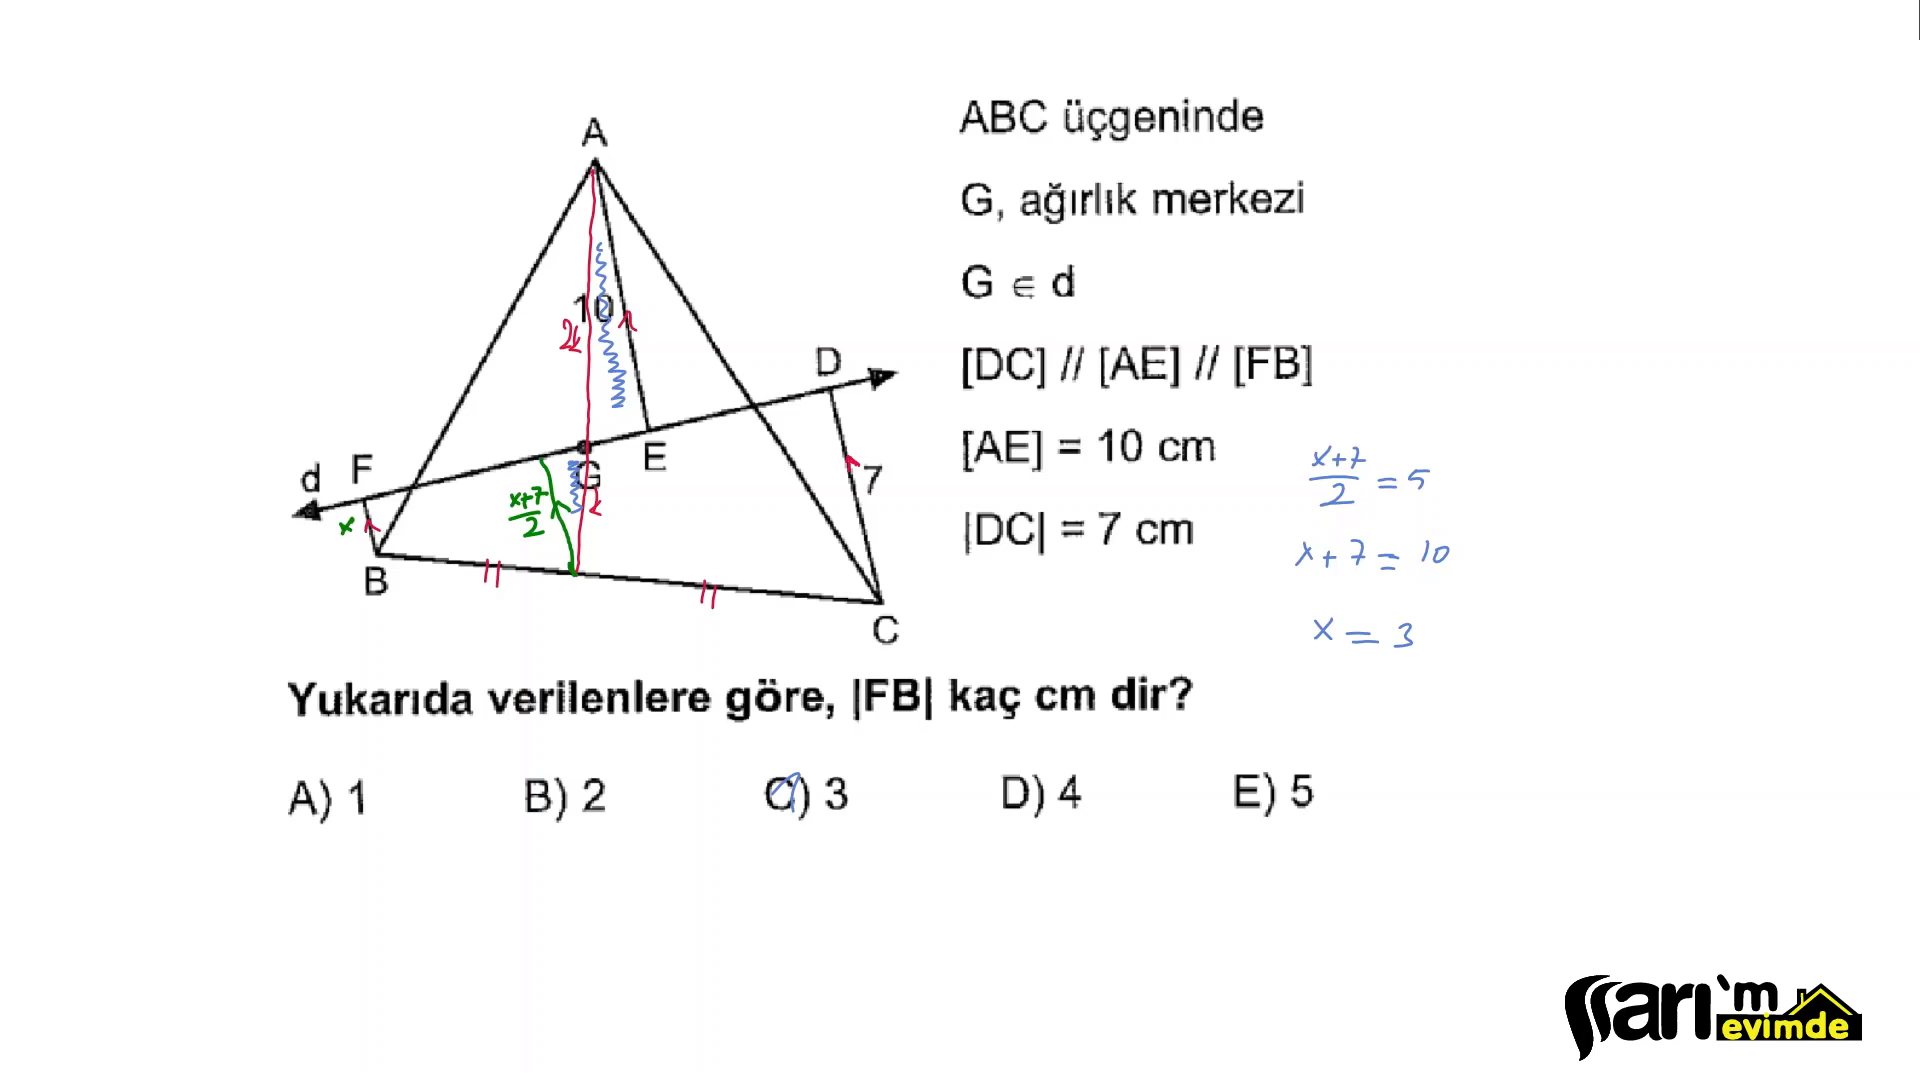 A
ABC üçgeninde
G, ağırlık merkezi
G ∈ d
[DC] // [AE] // [FB]
[AE] = 10 cm
|DC| = 7 cm
10
2k
D
E
G
k
d
F
x
x+7
2
7
B
C
x+7
2
= 5
x + 7 = 10
x = 3
Yukarıda verilenlere göre, |FB| kaç cm dir?
A) 1 B) 2 C) 3 D) 4 E) 5
Sarı'm
evimde